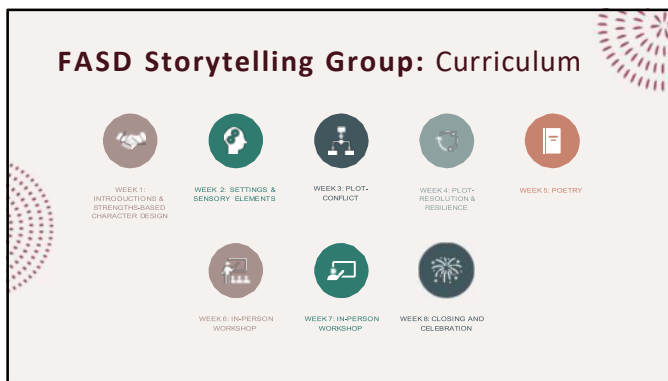 FASD Storytelling Group: Curriculum
WEEK 1:
INTRODUCTIONS &
STRENGTHS-BASED
CHARACTER DESIGN
WEEK 2: SETTINGS &
SENSORY ELEMENTS
WEEK 3: PLOT-
CONFLICT
WEEK 4: PLOT-
RESOLUTION &
RESILIENCE
WEEK 5: POETRY
WEEK 6: IN-PERSON
WORKSHOP
WEEK 7: IN-PERSON
WORKSHOP
WEEK 8: CLOSING AND
CELEBRATION